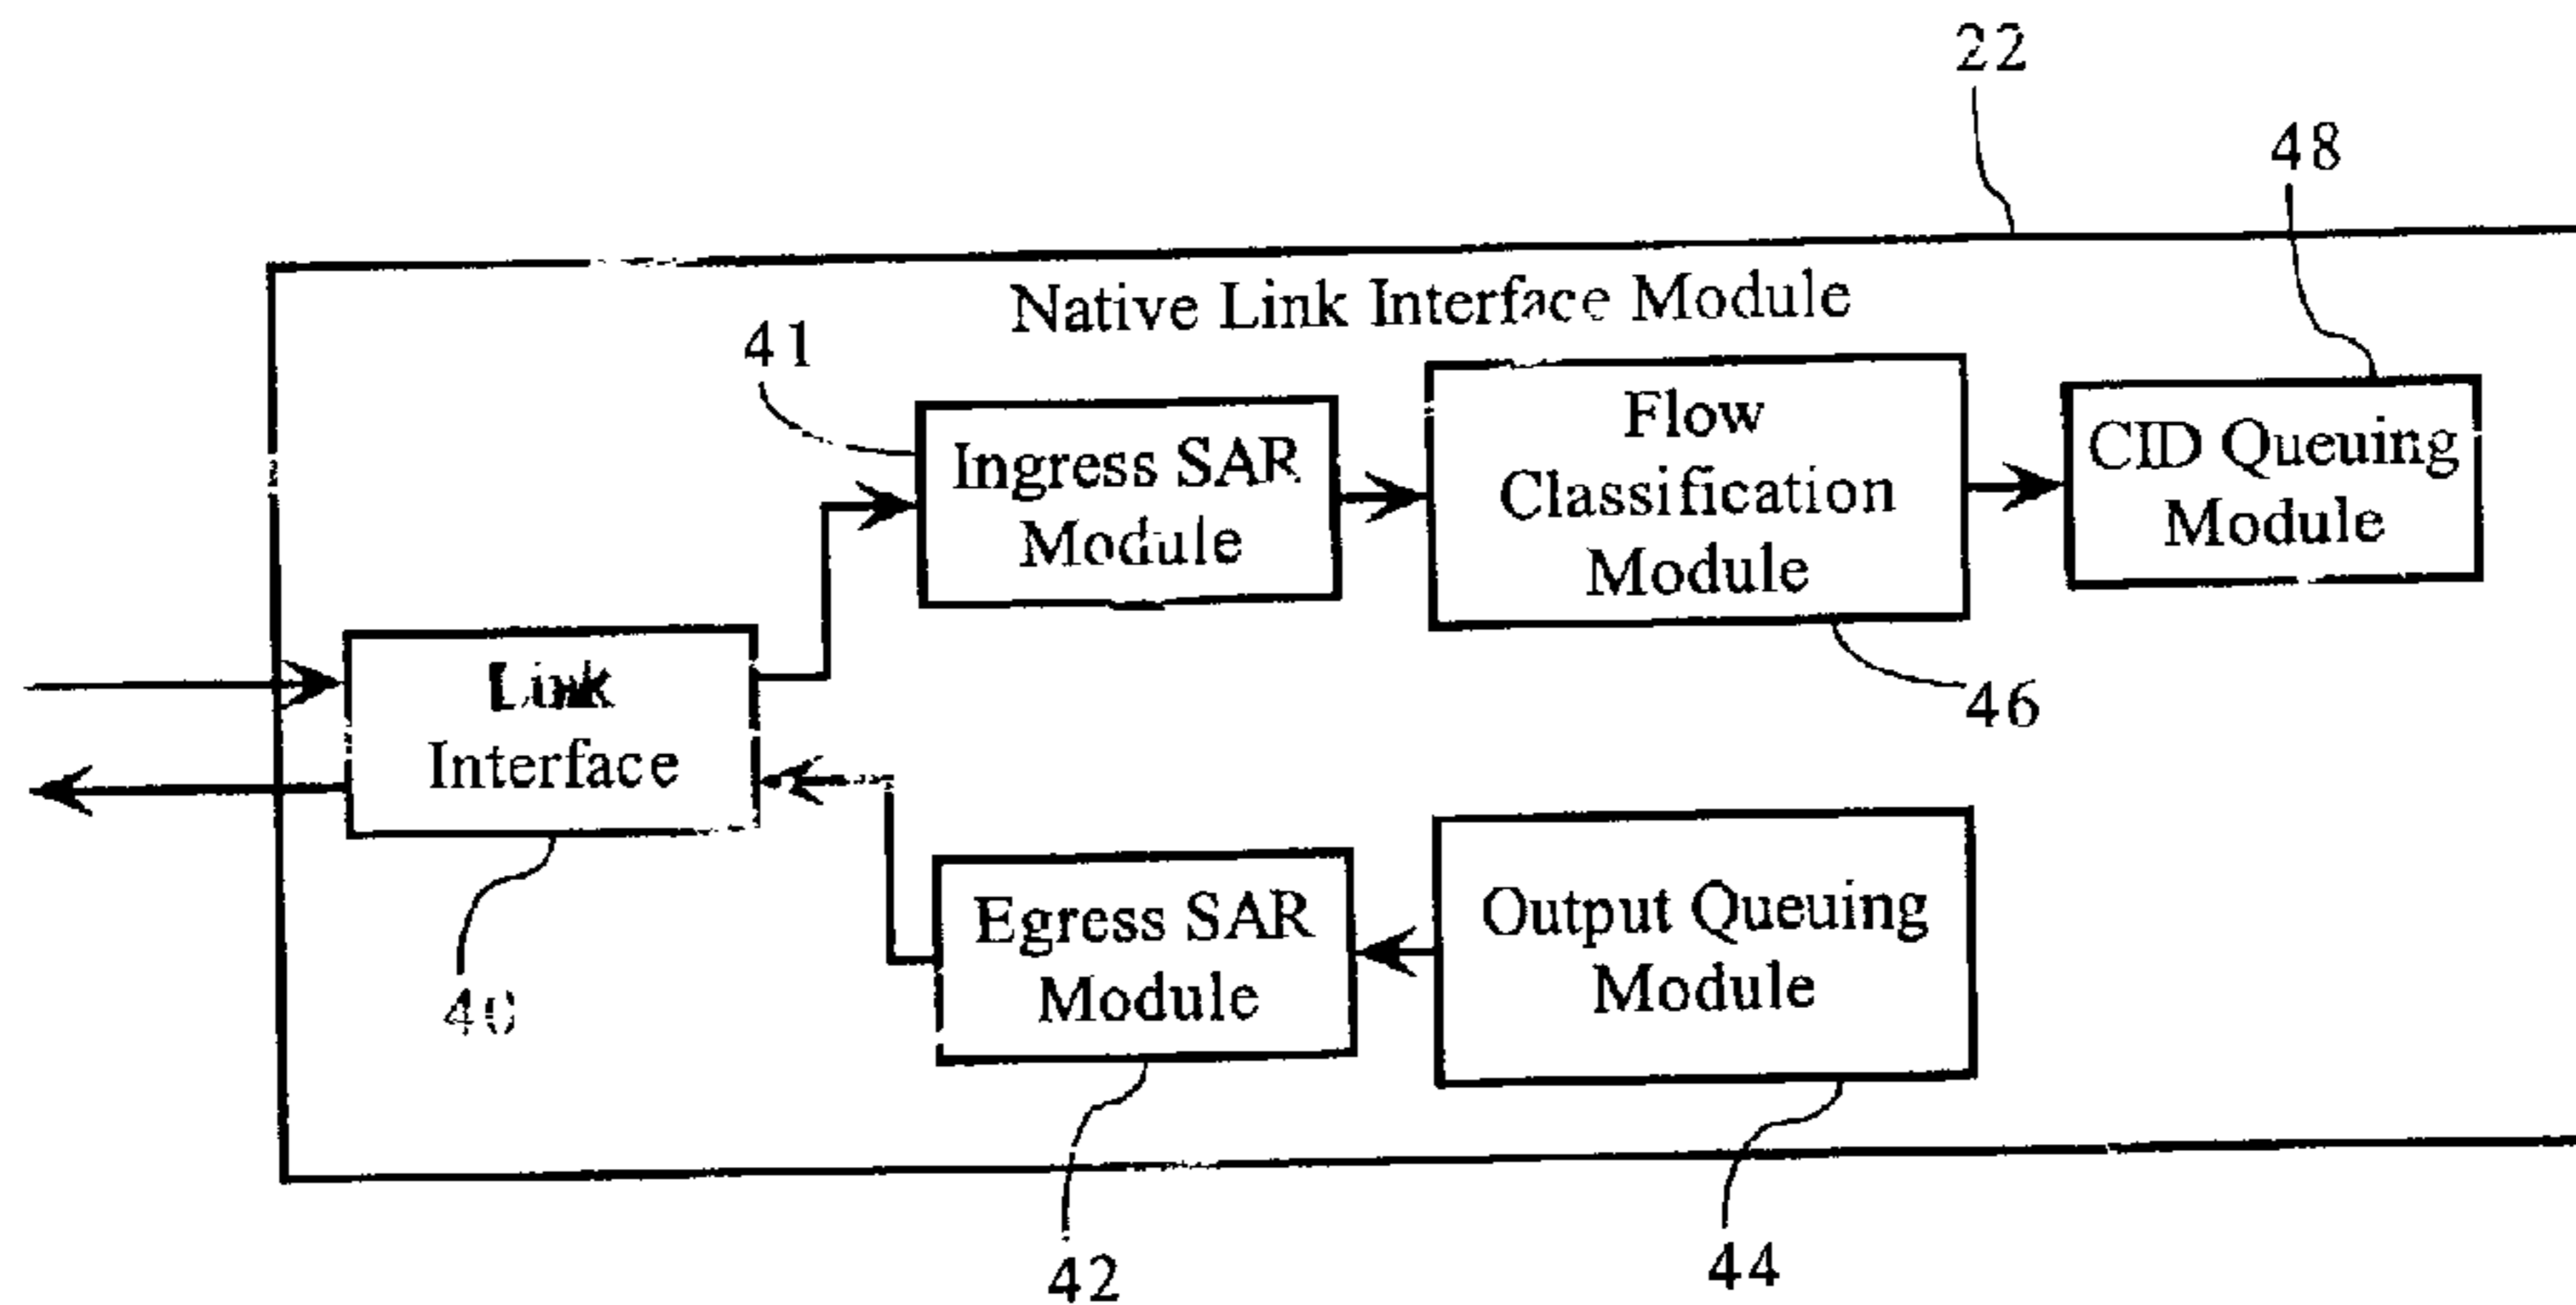 22
48
Native Link Interface Module
41
Ingress SAR
Module
Flow
Classification
Module
CID Queuing
Module
46
Link
Interface
40
Egress SAR
Module
Output Queuing
Module
42
44